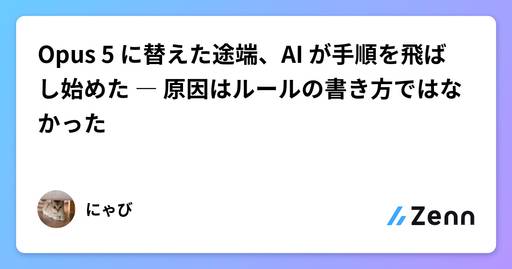 Opus 5 に替えた途端、AI が手順を飛ば
し始めた — 原因はルールの書き方ではな
かった
にゃび
Zenn